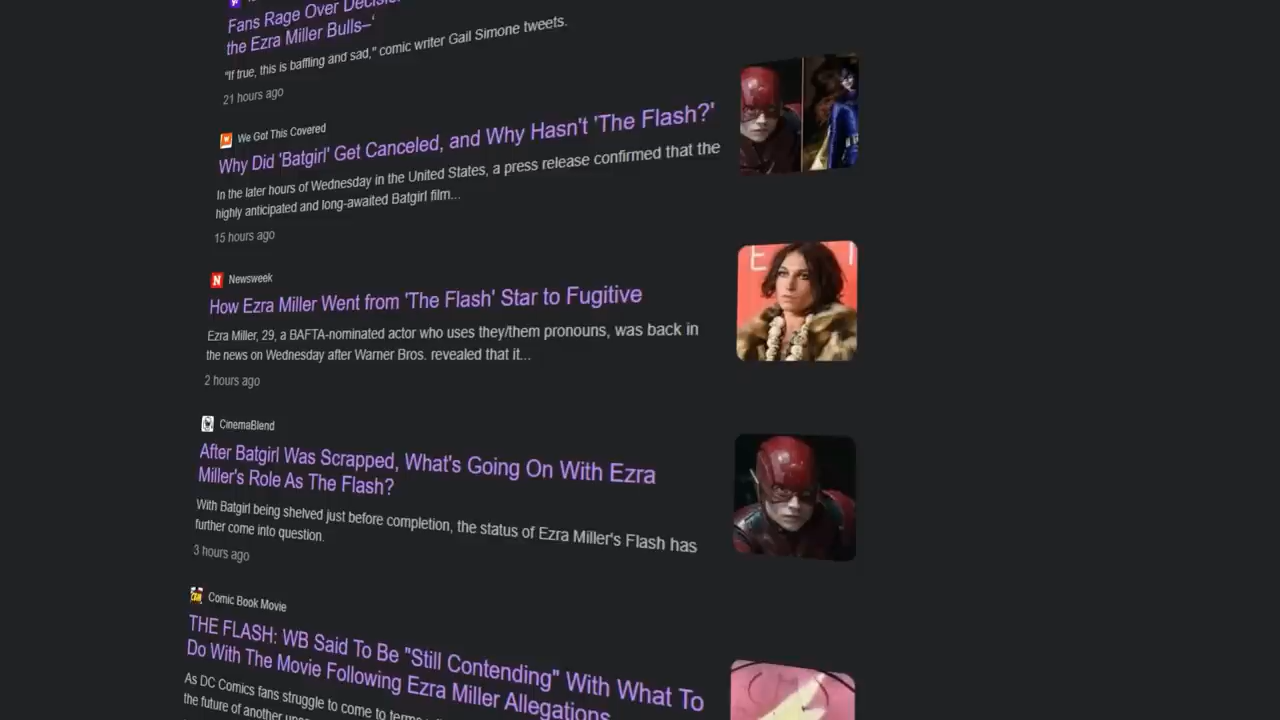 Fans Rage Over
the Ezra Miller Bulls–‘
"If true, this is baffling and sad," comic writer Gail Simone tweets.
21 hours ago
We Got This Covered
Why Did 'Batgirl' Get Canceled, and Why Hasn't 'The Flash?'
In the later hours of Wednesday in the United States, a press release confirmed that the
highly anticipated and long-awaited Batgirl film...
15 hours ago
Newsweek
How Ezra Miller Went from 'The Flash' Star to Fugitive
Ezra Miller, 29, a BAFTA-nominated actor who uses they/them pronouns, was back in
the news on Wednesday after Warner Bros. revealed that it...
2 hours ago
CinemaBlend
After Batgirl Was Scrapped, What's Going On With Ezra
Miller's Role As The Flash?
With Batgirl being shelved just before completion, the status of Ezra Miller's Flash has
further come into question.
3 hours ago
Comic Book Movie
THE FLASH: WB Said To Be "Still Contending" With What To
Do With The Movie Following Ezra Miller Allegations
As DC Comics fans struggle to come to
the future of another